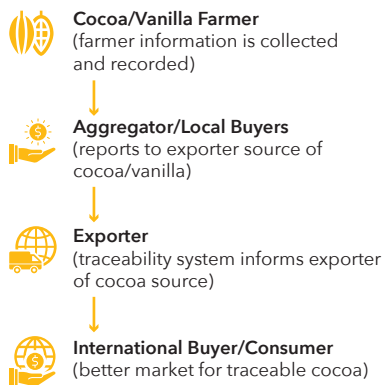 Cocoa/Vanilla Farmer
(farmer information is collected
and recorded)
$
Aggregator/Local Buyers
(reports to exporter source of
cocoa/vanilla)
Exporter
(traceability system informs exporter
of cocoa source)
$
International Buyer/Consumer
(better market for traceable cocoa)